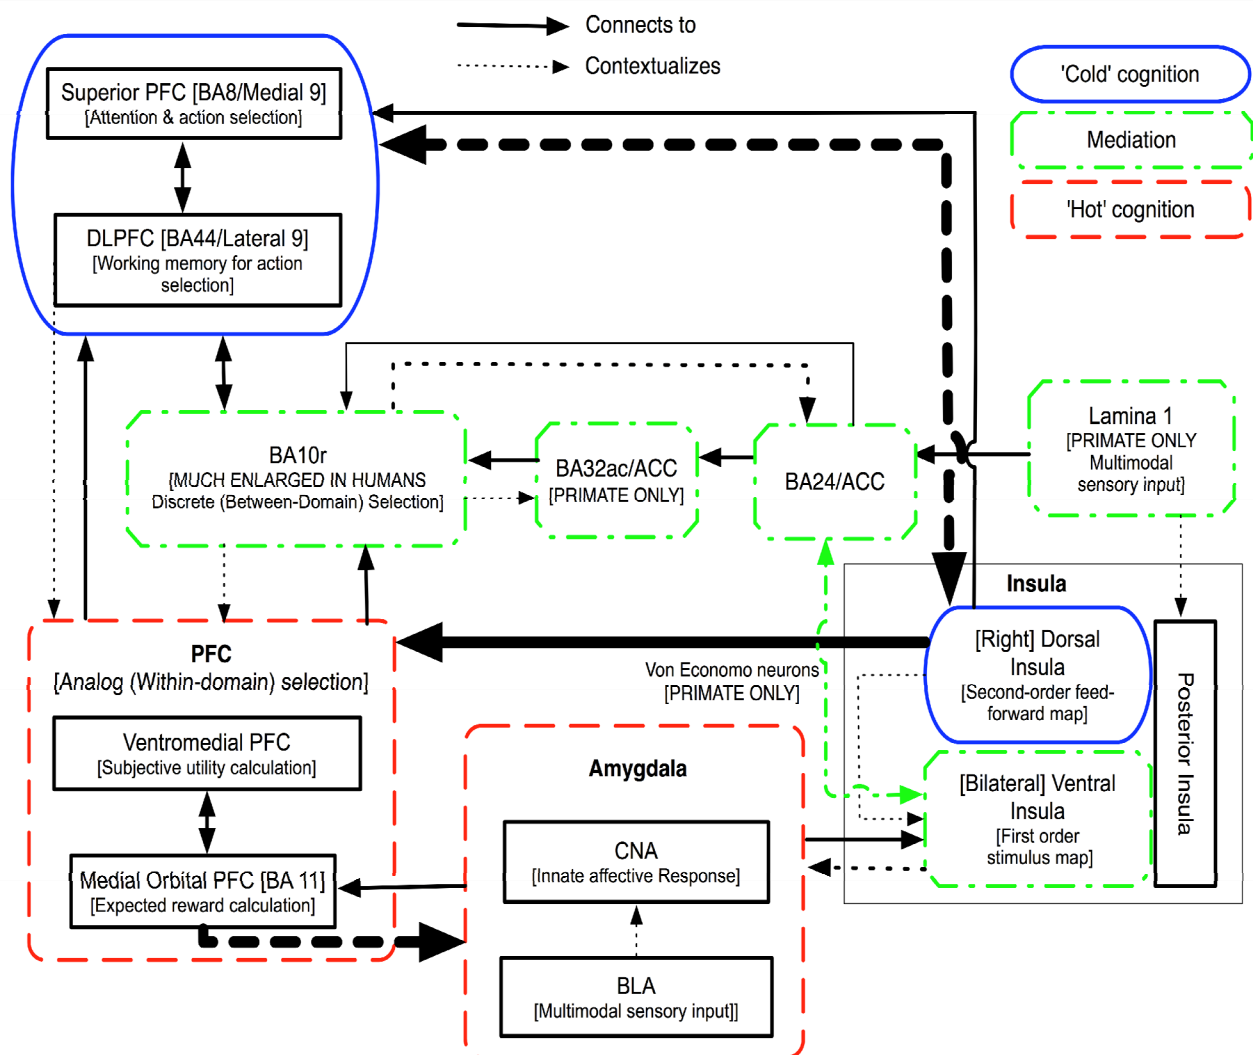 Connects to
Contextualizes
'Cold' cognition
Mediation
'Hot' cognition
Superior PFC [BA8/Medial 9]
[Attention & action selection]
DLPFC [BA44/Lateral 9]
[Working memory for action
selection]
BA10r
[MUCH ENLARGED IN HUMANS
Discrete (Between-Domain) Selection]
BA32ac/ACC
[PRIMATE ONLY]
BA24/ACC
Lamina 1
[PRIMATE ONLY
Multimodal
sensory input]
Insula
[Right] Dorsal
Insula
[Second-order feed-
forward map]
Posterior Insula
[Bilateral] Ventral
Insula
[First order
stimulus map]
Von Economo neurons
[PRIMATE ONLY]
PFC
[Analog (Within-domain) selection]
Ventromedial PFC
[Subjective utility calculation]
Medial Orbital PFC [BA 11]
[Expected reward calculation]
Amygdala
CNA
[Innate affective Response]
BLA
[Multimodal sensory input]]